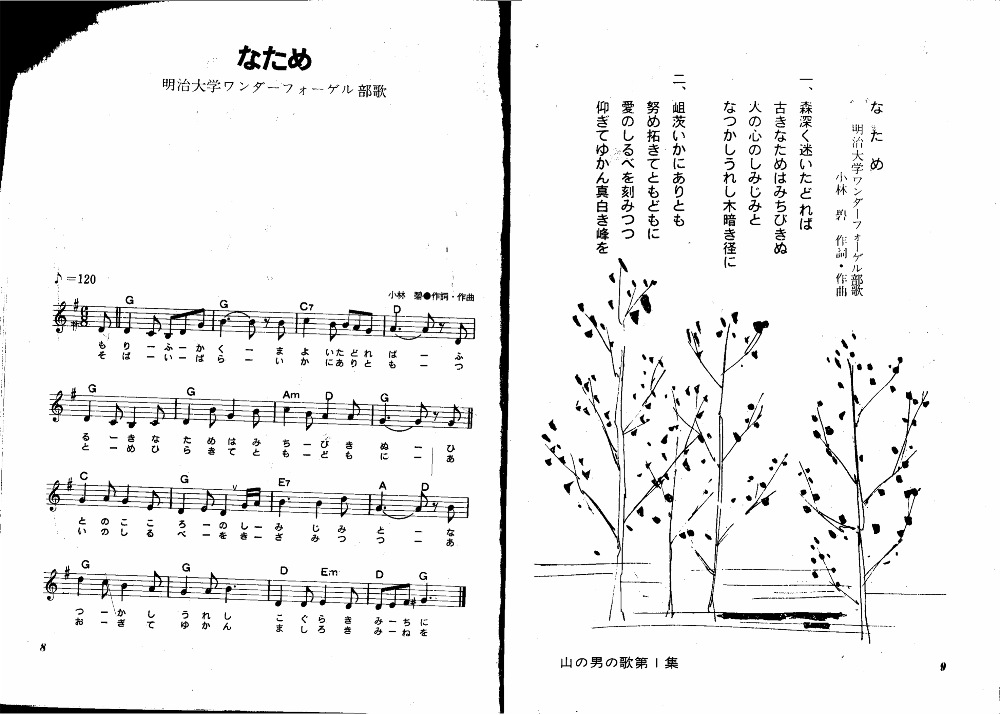 なため
明治大学ワンダーフォーゲル部歌
♪=120
小林 碧●作詞・作曲
G G C7 D
も り ー ふ ー か く ー ま よ い た ど れ ば ー ふ
そ ば ー い ー ば ら ー い か に あ り と も ー つ
G G Am D G
る ー き な た め は み ち ー び き ぬ ー ひ
と ー め ひ ら き て と も ー ど も に ー あ
C G E7 A D
と の こ こ ろ ー の し ー み じ み と ー な
い の し る べ ー を き ー ざ み つ つ ー あ
G G D Em D G
つ ー か し う れ し こ ぐ ら き み ー ち に
お ー ぎ て ゆ か ん ま し ろ き み ー ね を
8
なため
明治大学ワンダーフォーゲル部歌
小林 碧 作詞・作曲
一、森深く迷いたどれば
古きなためはみちびきぬ
人の心のしみじみと
なつかしうれし木暗き径に
二、岨茨いかにありとも
努め拓きてともどもに
愛のしるべを刻みつつ
仰ぎてゆかん真白き峰を
山の男の歌第1集
9